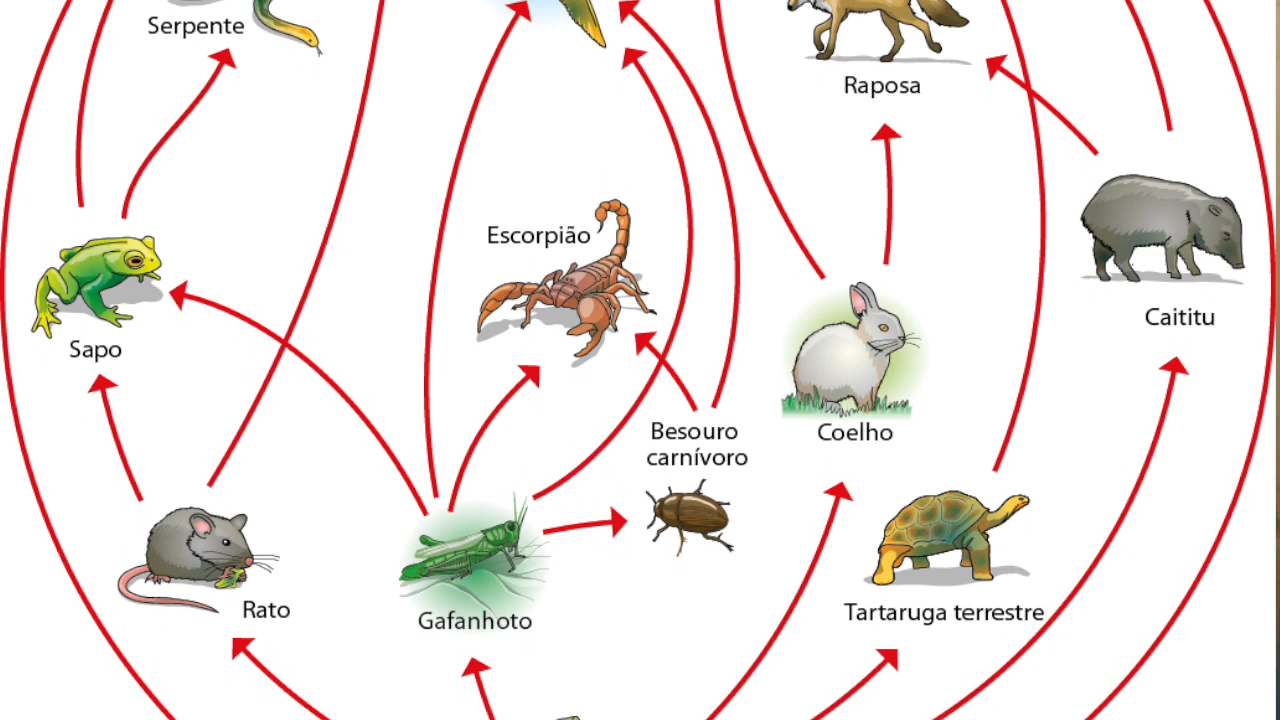 Serpente
Raposa
Escorpião
Caititu
Sapo
Coelho
Besouro
carnívoro
Rato
Gafanhoto
Tartaruga terrestre